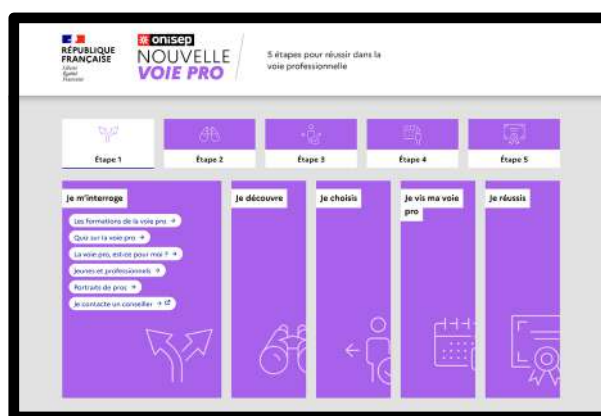 RÉPUBLIQUE
FRANÇAISE
Liberté
Égalité
Fraternité
onisep
NOUVELLE
VOIE PRO
5 étapes pour réussir dans la
voie professionnelle
Étape 1
Étape 2
Étape 3
Étape 4
Étape 5
Je m'interroge
Les formations de la voie pro →
Quiz sur la voie pro →
La voie pro, est-ce pour moi ? →
Jeunes et professionnels →
Portraits de pros →
Je contacte un conseiller →
Je découvre
Je choisis
Je vis ma voie
pro
Je réussis